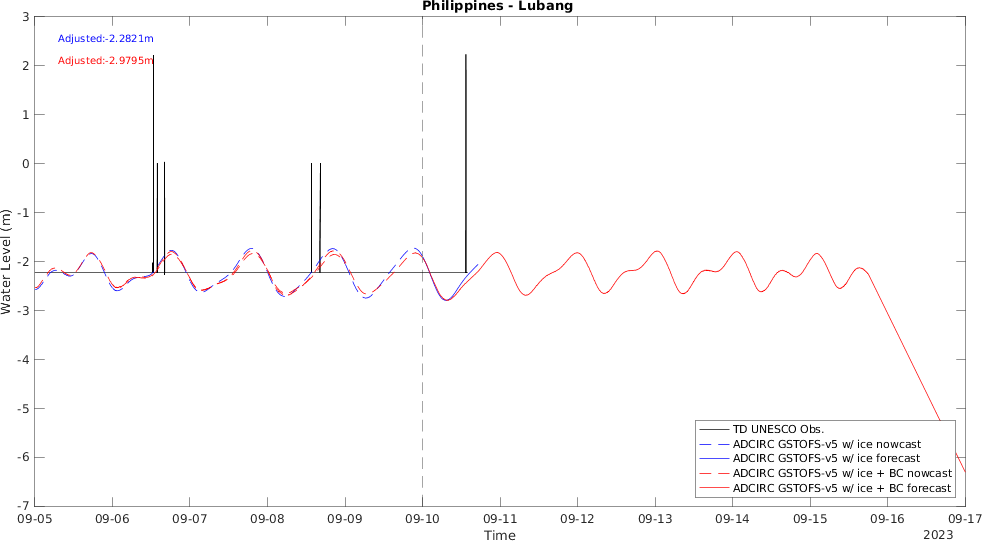 Philippines - Lubang
Adjusted:-2.2821m
Adjusted:-2.9795m
3
2
1
0
-1
-2
-3
-4
-5
-6
-7
Water Level (m)
TD UNESCO Obs.
ADCIRC GSTOFS-v5 w/ ice nowcast
ADCIRC GSTOFS-v5 w/ ice forecast
ADCIRC GSTOFS-v5 w/ ice + BC nowcast
ADCIRC GSTOFS-v5 w/ ice + BC forecast
09-05 09-06 09-07 09-08 09-09 09-10 09-11 09-12 09-13 09-14 09-15 09-16 09-17
Time
2023